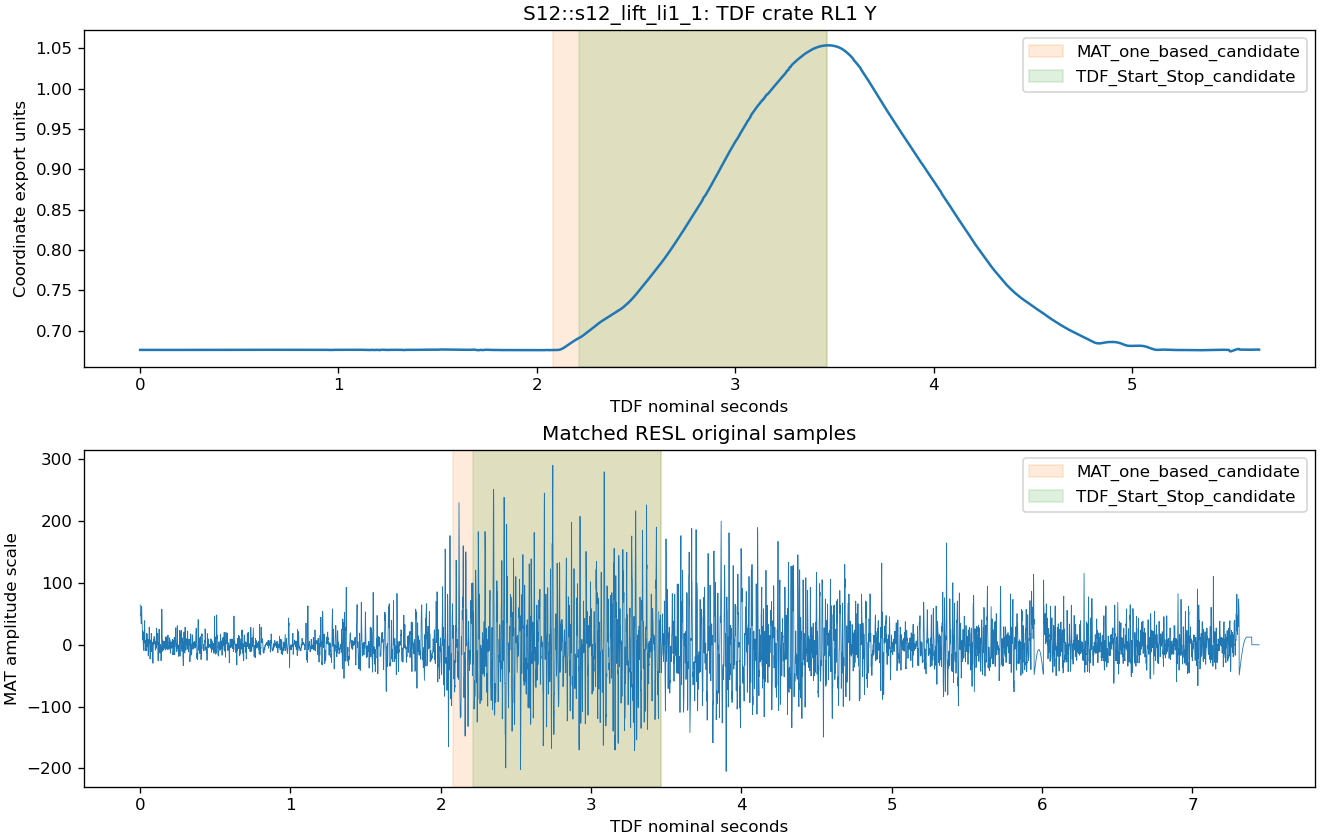 S12::s12_lift_li1_1: TDF crate RL1 Y
Coordinate export units
1.05
1.00
0.95
0.90
0.85
0.80
0.75
0.70
MAT_one_based_candidate
TDF_Start_Stop_candidate
0 1 2 3 4 5
TDF nominal seconds
Matched RESL original samples
MAT amplitude scale
300
200
100
0
−100
−200
MAT_one_based_candidate
TDF_Start_Stop_candidate
0 1 2 3 4 5 6 7
TDF nominal seconds